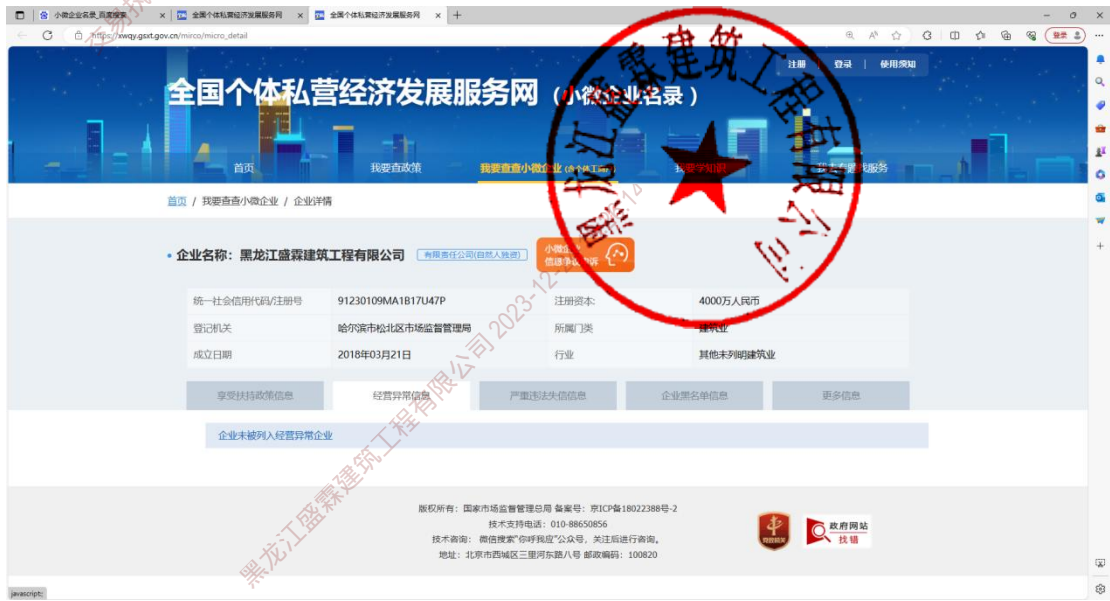 小微企业名录_百度搜索
全国个体私营经济发展服务网
全国个体私营经济发展服务网
https://xwqy.gsxt.gov.cn/mirco/micro_detail
登录
注册 | 登录 | 使用须知
全国个体私营经济发展服务网 (小微企业名录)
首页
我要查政策
我要查查小微企业
我要学知识
首页 / 我要查查小微企业 / 企业详情
企业名称:黑龙江盛霖建筑工程有限公司
有限责任公司(自然人独资)
小微企业
统一社会信用代码/注册号 91230109MA1B17U47P 注册资本: 4000万人民币
登记机关 哈尔滨市松北区市场监督管理局 所属门类 建筑业
成立日期 2018年03月21日 行业 其他未列明建筑业
享受扶持政策信息 经营异常信息 严重违法失信信息 企业黑名单信息 更多信息
企业未被列入经营异常企业
版权所有:国家市场监督管理总局 备案号:京ICP备18022388号-2
技术支持电话:010-88650856
技术咨询: 微信搜索"你呼我应"公众号,关注后进行咨询。
地址:北京市西城区三里河东路八号 邮政编码:100820
党政机关
政府网站
找错
javascript:;
黑龙江盛霖建筑工程有限公司
黑龙江盛霖建筑工程有限公司 2023-12-2